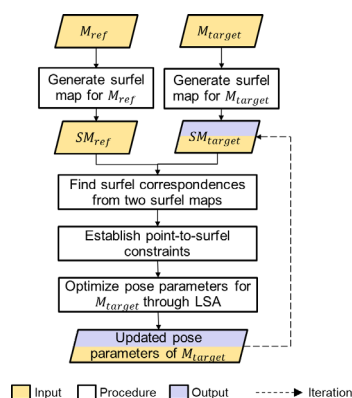 M_ref
M_target
Generate surfel
map for M_ref
Generate surfel
map for M_target
SM_ref
SM_target
Find surfel correspondences
from two surfel maps
Establish point-to-surfel
constraints
Optimize pose parameters for
M_target through LSA
Updated pose
parameters of M_target
Input Procedure Output Iteration